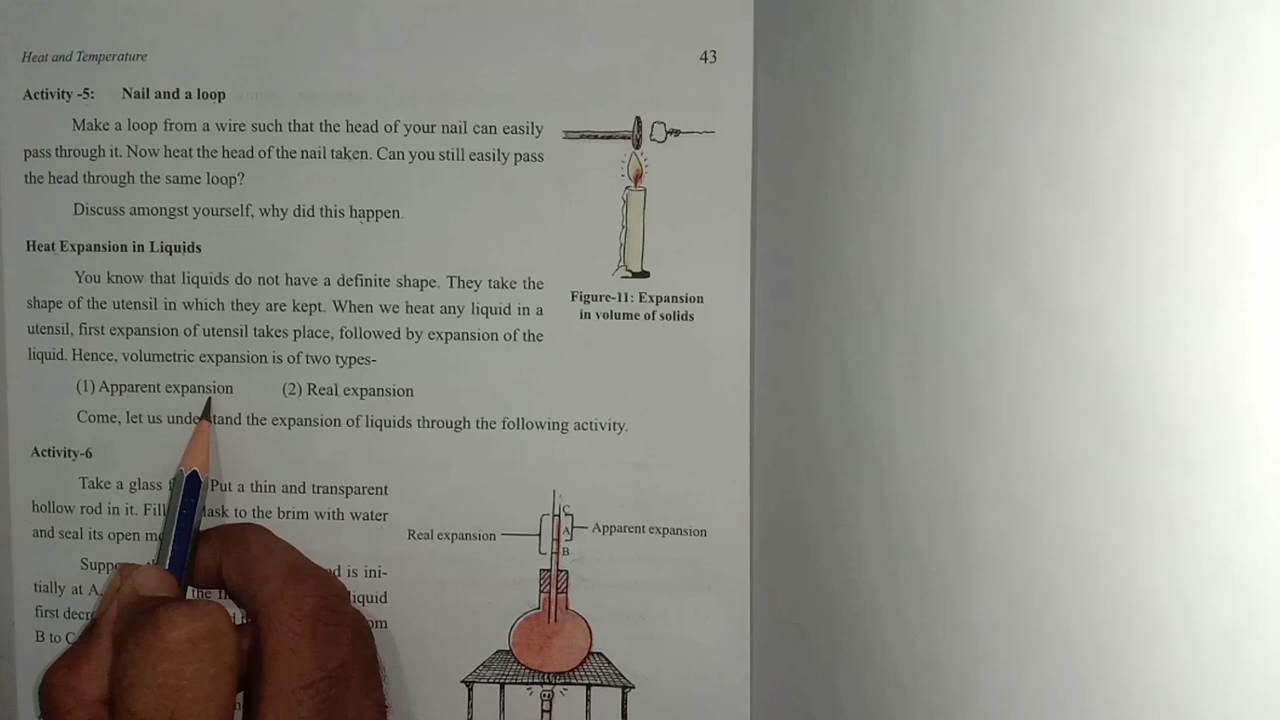 Heat and Temperature
43
Activity -5: Nail and a loop
Make a loop from a wire such that the head of your nail can easily
pass through it. Now heat the head of the nail taken. Can you still easily pass
the head through the same loop?
Discuss amongst yourself, why did this happen.
Figure-11: Expansion
in volume of solids
Heat Expansion in Liquids
You know that liquids do not have a definite shape. They take the
shape of the utensil in which they are kept. When we heat any liquid in a
utensil, first expansion of utensil takes place, followed by expansion of the
liquid. Hence, volumetric expansion is of two types-
(1) Apparent expansion (2) Real expansion
Come, let us understand the expansion of liquids through the following activity.
Activity-6
Take a glass Put a thin and transparent
hollow rod in it. Fill to the brim with water
and seal its open
is ini-
tially at A. the liquid
first
B to C
Real expansion
Apparent expansion
C
A
B